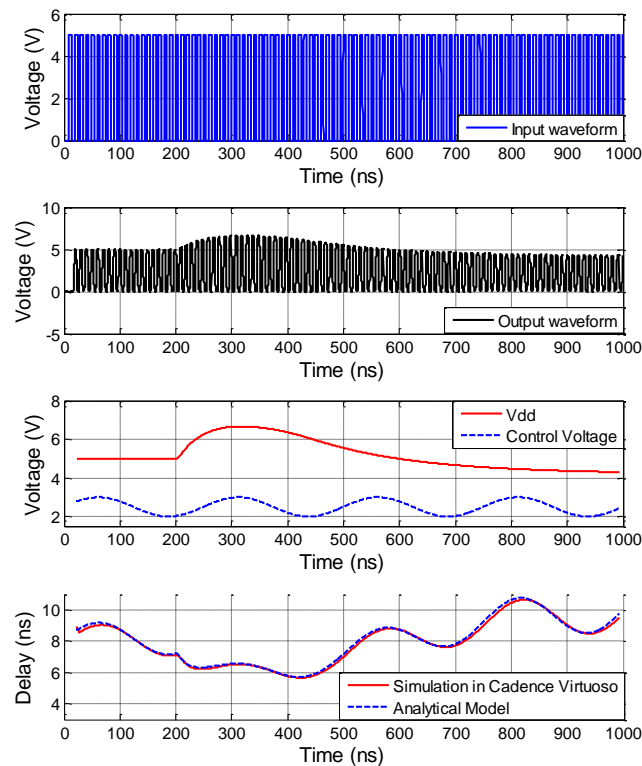 6
4
2
0
Voltage (V)
Input waveform
0 100 200 300 400 500 600 700 800 900 1000
Time (ns)
10
5
0
-5
Voltage (V)
Output waveform
0 100 200 300 400 500 600 700 800 900 1000
Time (ns)
8
6
4
2
Voltage (V)
Vdd
Control Voltage
0 100 200 300 400 500 600 700 800 900 1000
Time (ns)
10
8
6
4
Delay (ns)
Simulation in Cadence Virtuoso
Analytical Model
0 100 200 300 400 500 600 700 800 900 1000
Time (ns)